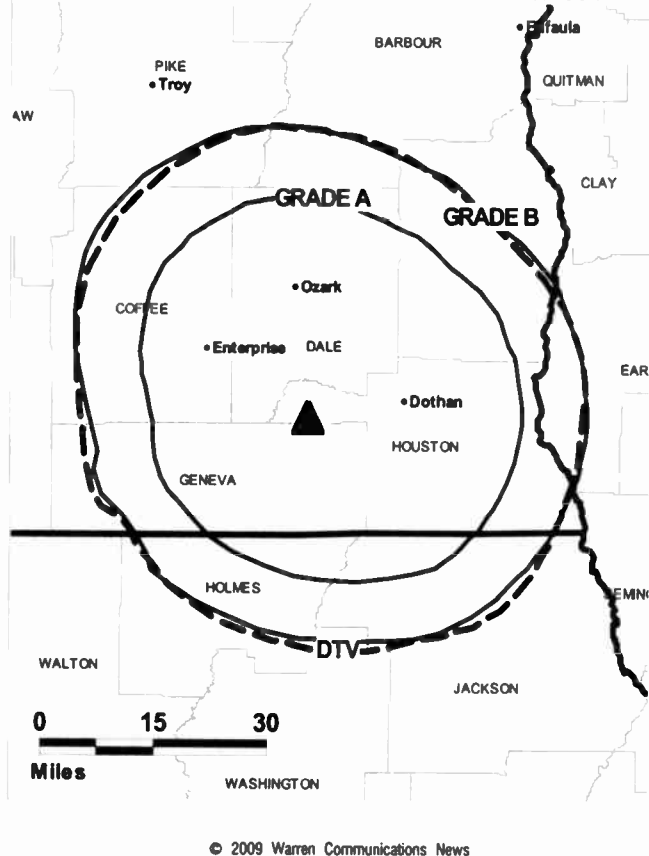 Eufaula
BARBOUR
PIKE
Troy
QUITMAN
AW
CLAY
GRADE A
GRADE B
Ozark
COFFEE
Enterprise
DALE
EAR
Dothan
HOUSTON
GENEVA
HOLMES
SEMINO
DTV
WALTON
JACKSON
0 15 30
Miles
WASHINGTON
© 2009 Warren Communications News